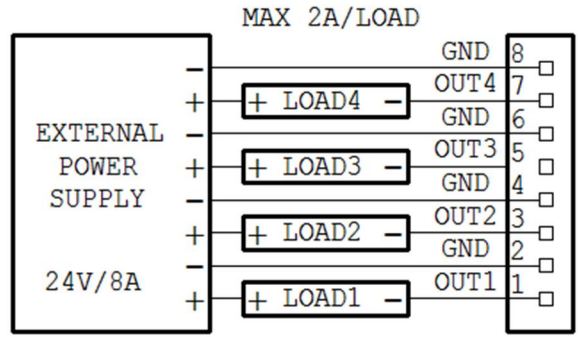 MAX 2A/LOAD
GND 8
− OUT4 7
+ + LOAD4 − GND 6
EXTERNAL − OUT3 5
POWER + + LOAD3 − GND 4
SUPPLY − OUT2 3
+ + LOAD2 − GND 2
24V/8A − OUT1 1
+ + LOAD1 −